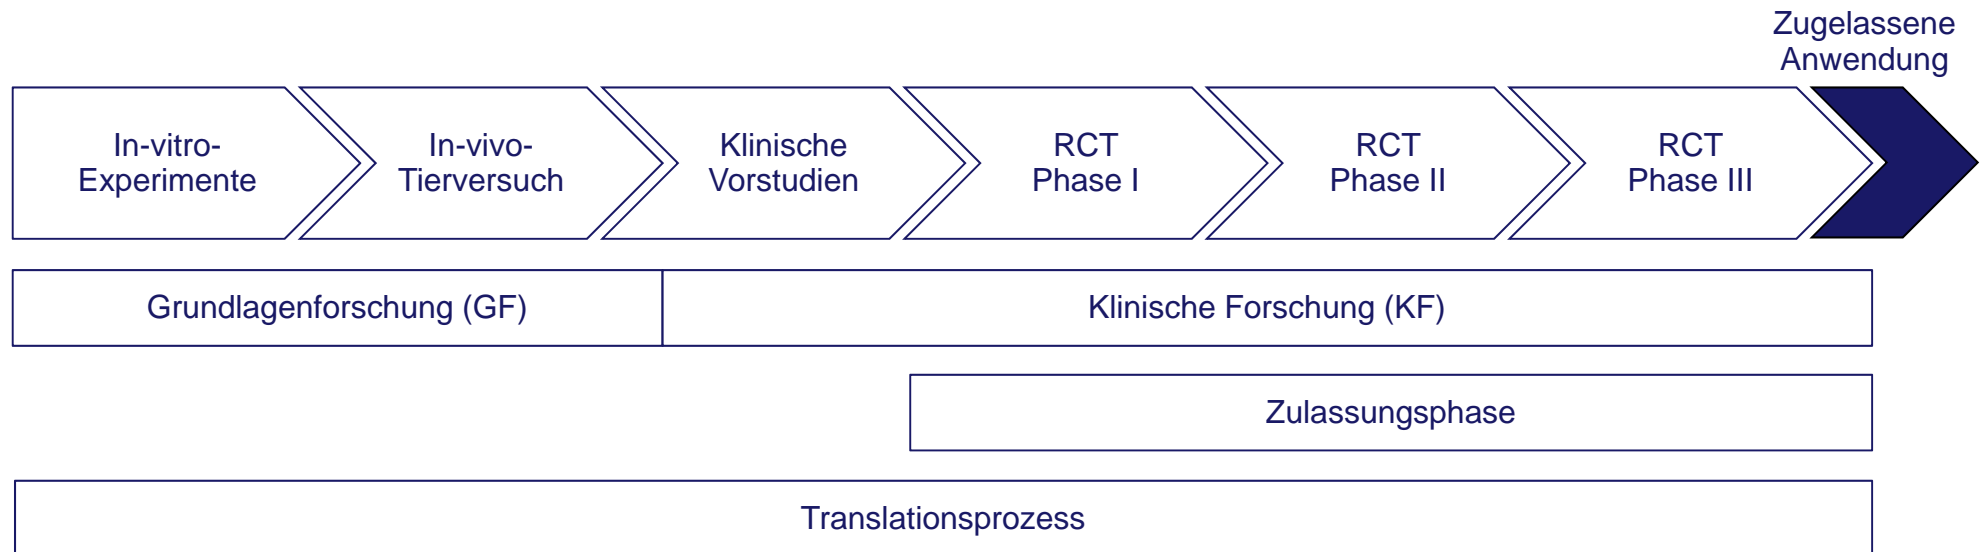 Zugelassene
Anwendung
In-vitro-
Experimente
In-vivo-
Tierversuch
Klinische
Vorstudien
RCT
Phase I
RCT
Phase II
RCT
Phase III
Grundlagenforschung (GF)
Klinische Forschung (KF)
Zulassungsphase
Translationsprozess